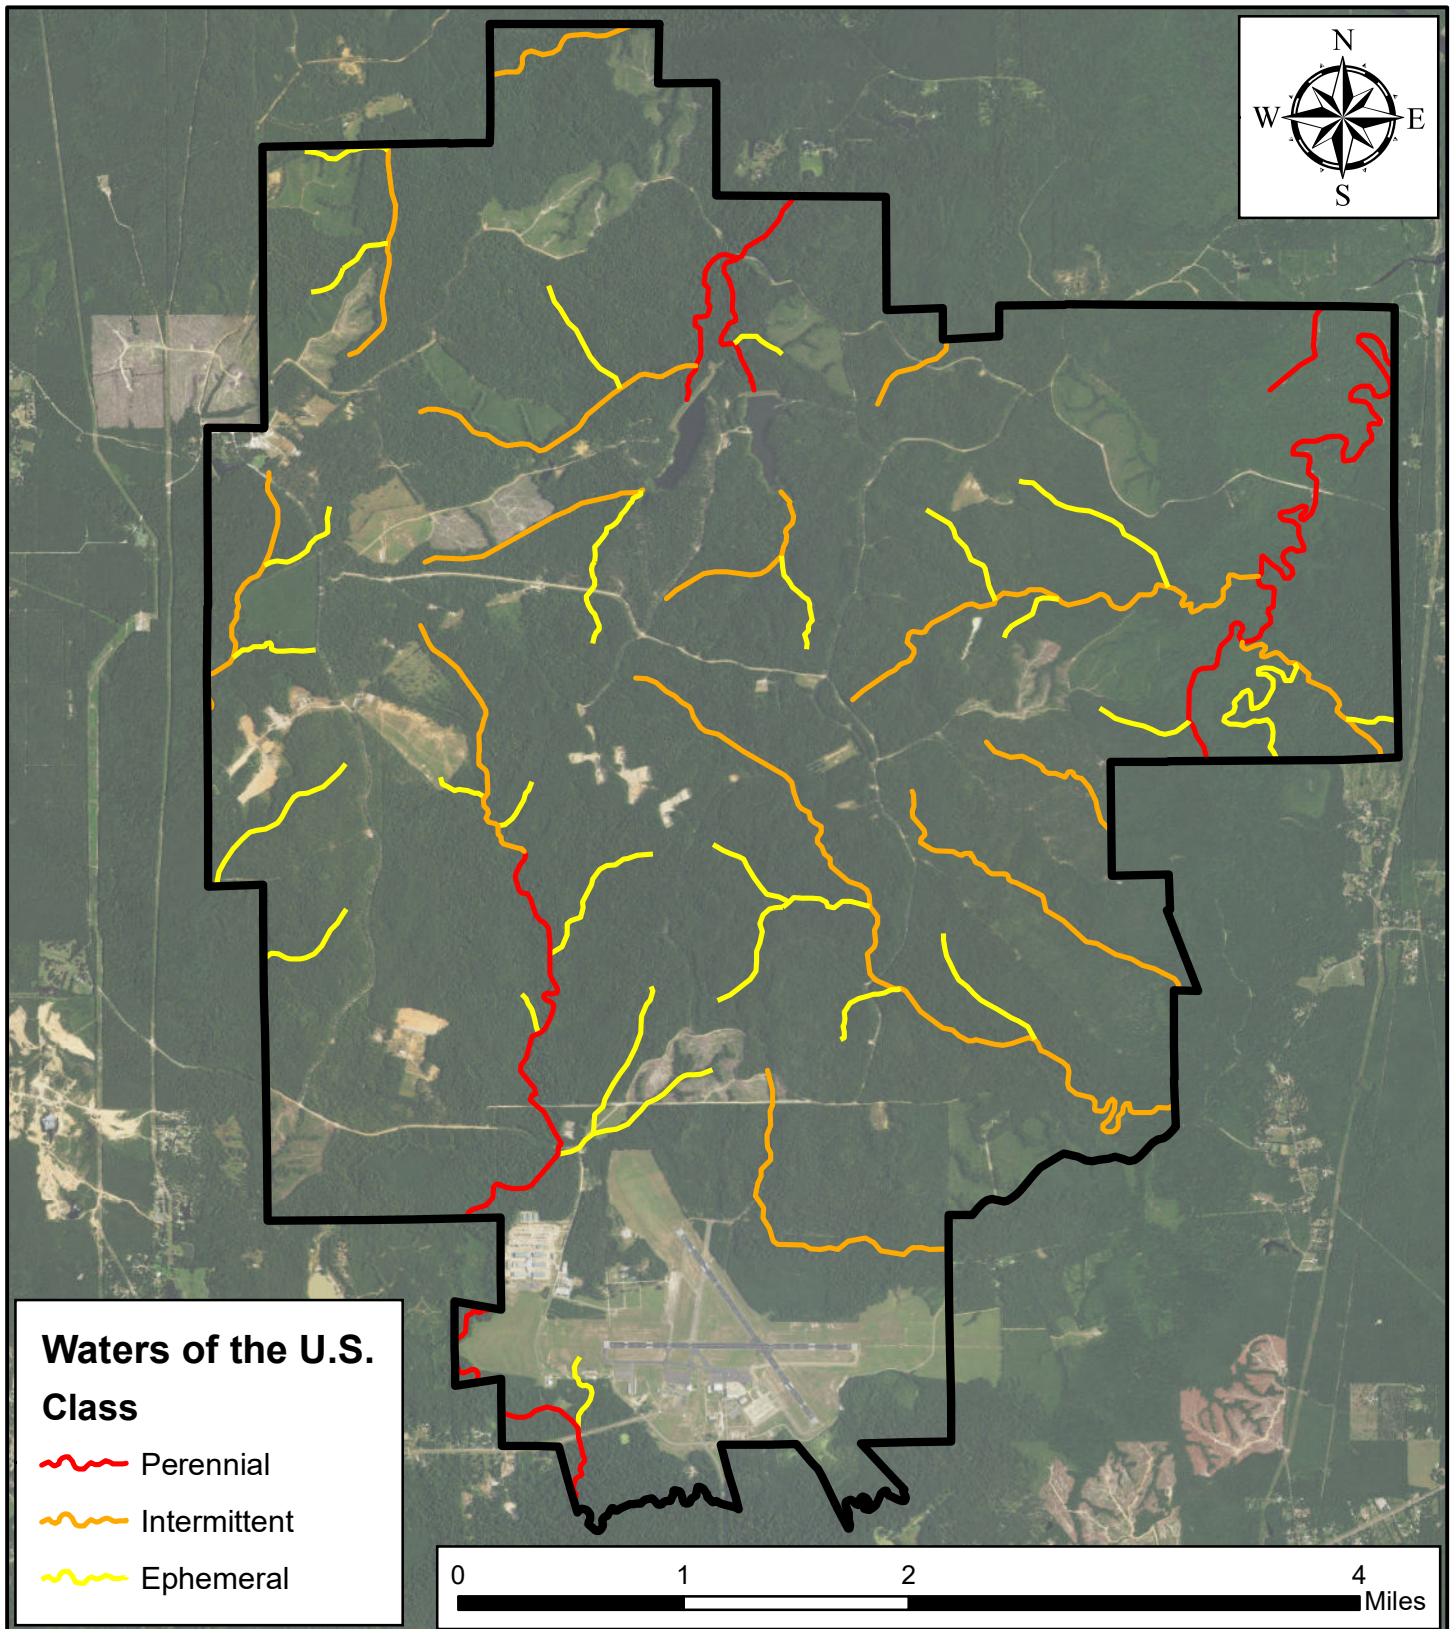 N
W E
S
Waters of the U.S.
Class
Perennial
Intermittent
Ephemeral
0 1 2 4
Miles